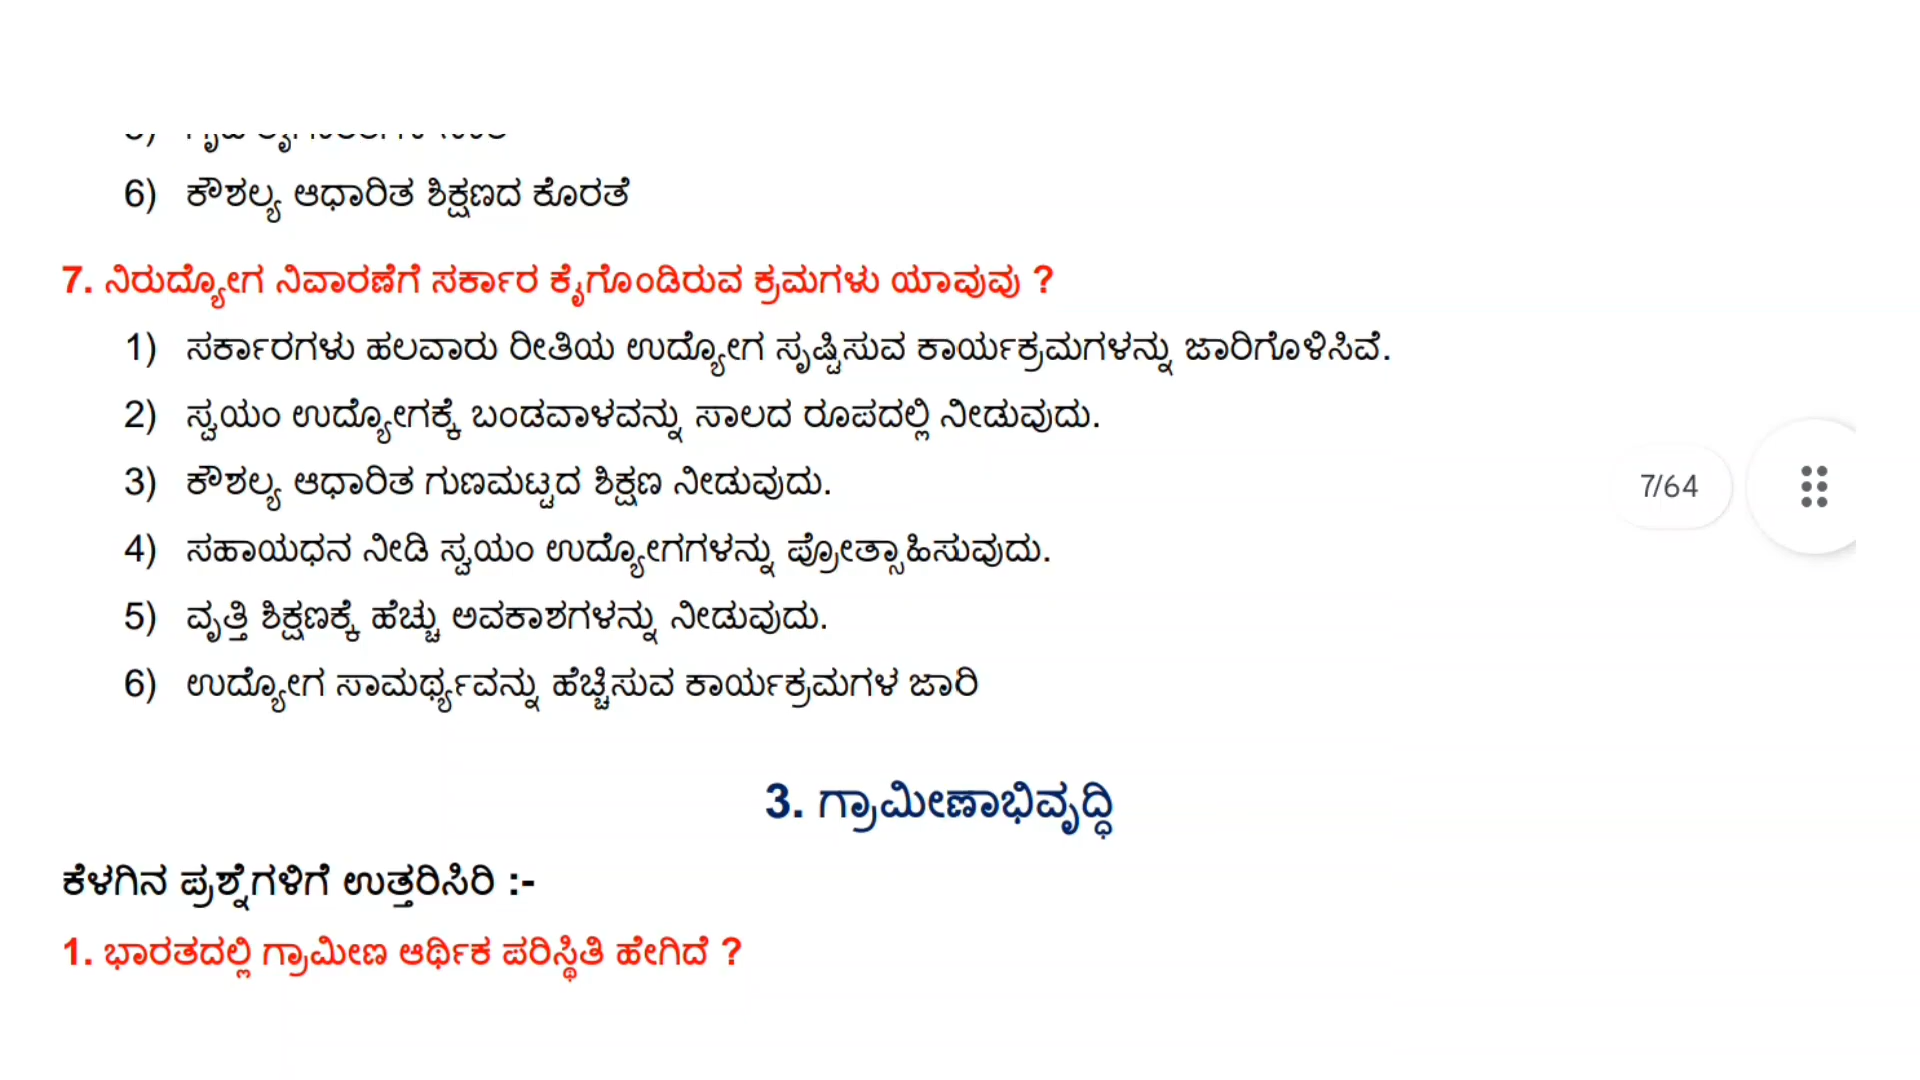 6) ಕೌಶಲ್ಯ ಆಧಾರಿತ ಶಿಕ್ಷಣದ ಕೊರತೆ
7. ನಿರುದ್ಯೋಗ ನಿವಾರಣೆಗೆ ಸರ್ಕಾರ ಕೈಗೊಂಡಿರುವ ಕ್ರಮಗಳು ಯಾವುವು ?
1) ಸರ್ಕಾರಗಳು ಹಲವಾರು ರೀತಿಯ ಉದ್ಯೋಗ ಸೃಷ್ಟಿಸುವ ಕಾರ್ಯಕ್ರಮಗಳನ್ನು ಜಾರಿಗೊಳಿಸಿವೆ.
2) ಸ್ವಯಂ ಉದ್ಯೋಗಕ್ಕೆ ಬಂಡವಾಳವನ್ನು ಸಾಲದ ರೂಪದಲ್ಲಿ ನೀಡುವುದು.
3) ಕೌಶಲ್ಯ ಆಧಾರಿತ ಗುಣಮಟ್ಟದ ಶಿಕ್ಷಣ ನೀಡುವುದು.
7/64
4) ಸಹಾಯಧನ ನೀಡಿ ಸ್ವಯಂ ಉದ್ಯೋಗಗಳನ್ನು ಪ್ರೋತ್ಸಾಹಿಸುವುದು.
5) ವೃತ್ತಿ ಶಿಕ್ಷಣಕ್ಕೆ ಹೆಚ್ಚು ಅವಕಾಶಗಳನ್ನು ನೀಡುವುದು.
6) ಉದ್ಯೋಗ ಸಾಮರ್ಥ್ಯವನ್ನು ಹೆಚ್ಚಿಸುವ ಕಾರ್ಯಕ್ರಮಗಳ ಜಾರಿ
3. ಗ್ರಾಮೀಣಾಭಿವೃದ್ಧಿ
ಕೆಳಗಿನ ಪ್ರಶ್ನೆಗಳಿಗೆ ಉತ್ತರಿಸಿರಿ :-
1. ಭಾರತದಲ್ಲಿ ಗ್ರಾಮೀಣ ಆರ್ಥಿಕ ಪರಿಸ್ಥಿತಿ ಹೇಗಿದೆ ?